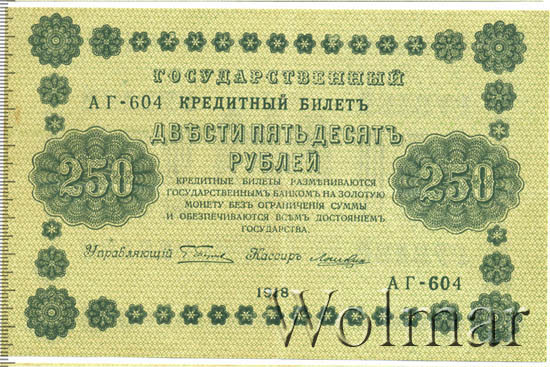 ГОСУДАРСТВЕННЫЙ
АГ-604 КРЕДИТНЫЙ БИЛЕТЪ
ДВѢСТИ ПЯТЬДЕСЯТЪ
РУБЛЕЙ
250
250
КРЕДИТНЫЕ БИЛЕТЫ РАЗМѢНИВАЮТСЯ
ГОСУДАРСТВЕННЫМЪ БАНКОМЪ НА ЗОЛОТУЮ
МОНЕТУ БЕЗЪ ОГРАНИЧЕНІЯ СУММЫ
И ОБЕЗПЕЧИВАЮТСЯ ВСѢМЪ ДОСТОЯНІЕМЪ
ГОСУДАРСТВА.
Управляющій
Кассиръ
АГ-604
1918
Wolmar